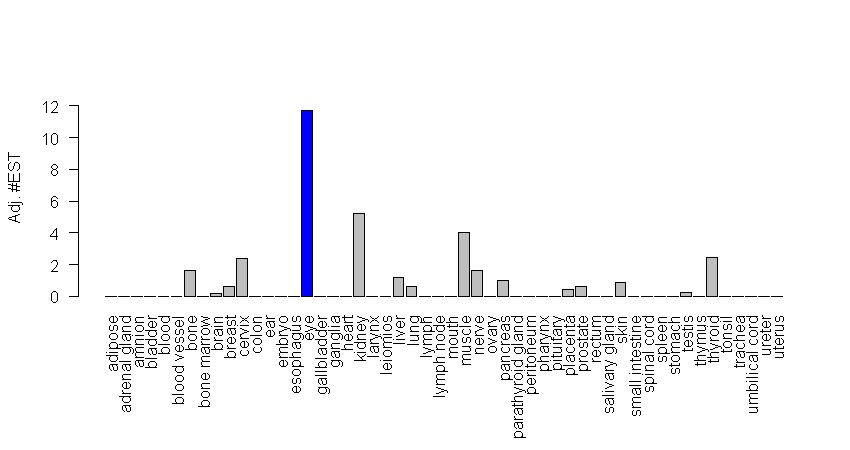 Adj. #EST
12
10
8
6
4
2
0
adipose
adrenal gland
amnion
bladder
blood
blood vessel
bone
bone marrow
brain
breast
cervix
colon
ear
embryo
esophagus
eye
gallbladder
ganglia
heart
kidney
larynx
leiomios
liver
lung
lymph
lymph node
mouth
muscle
nerve
ovary
pancreas
parathyroid gland
peritoneum
pharynx
pituitary
placenta
prostate
rectum
salivary gland
skin
small intestine
spinal cord
spleen
stomach
testis
thymus
thyroid
tonsil
trachea
umbilical cord
ureter
uterus